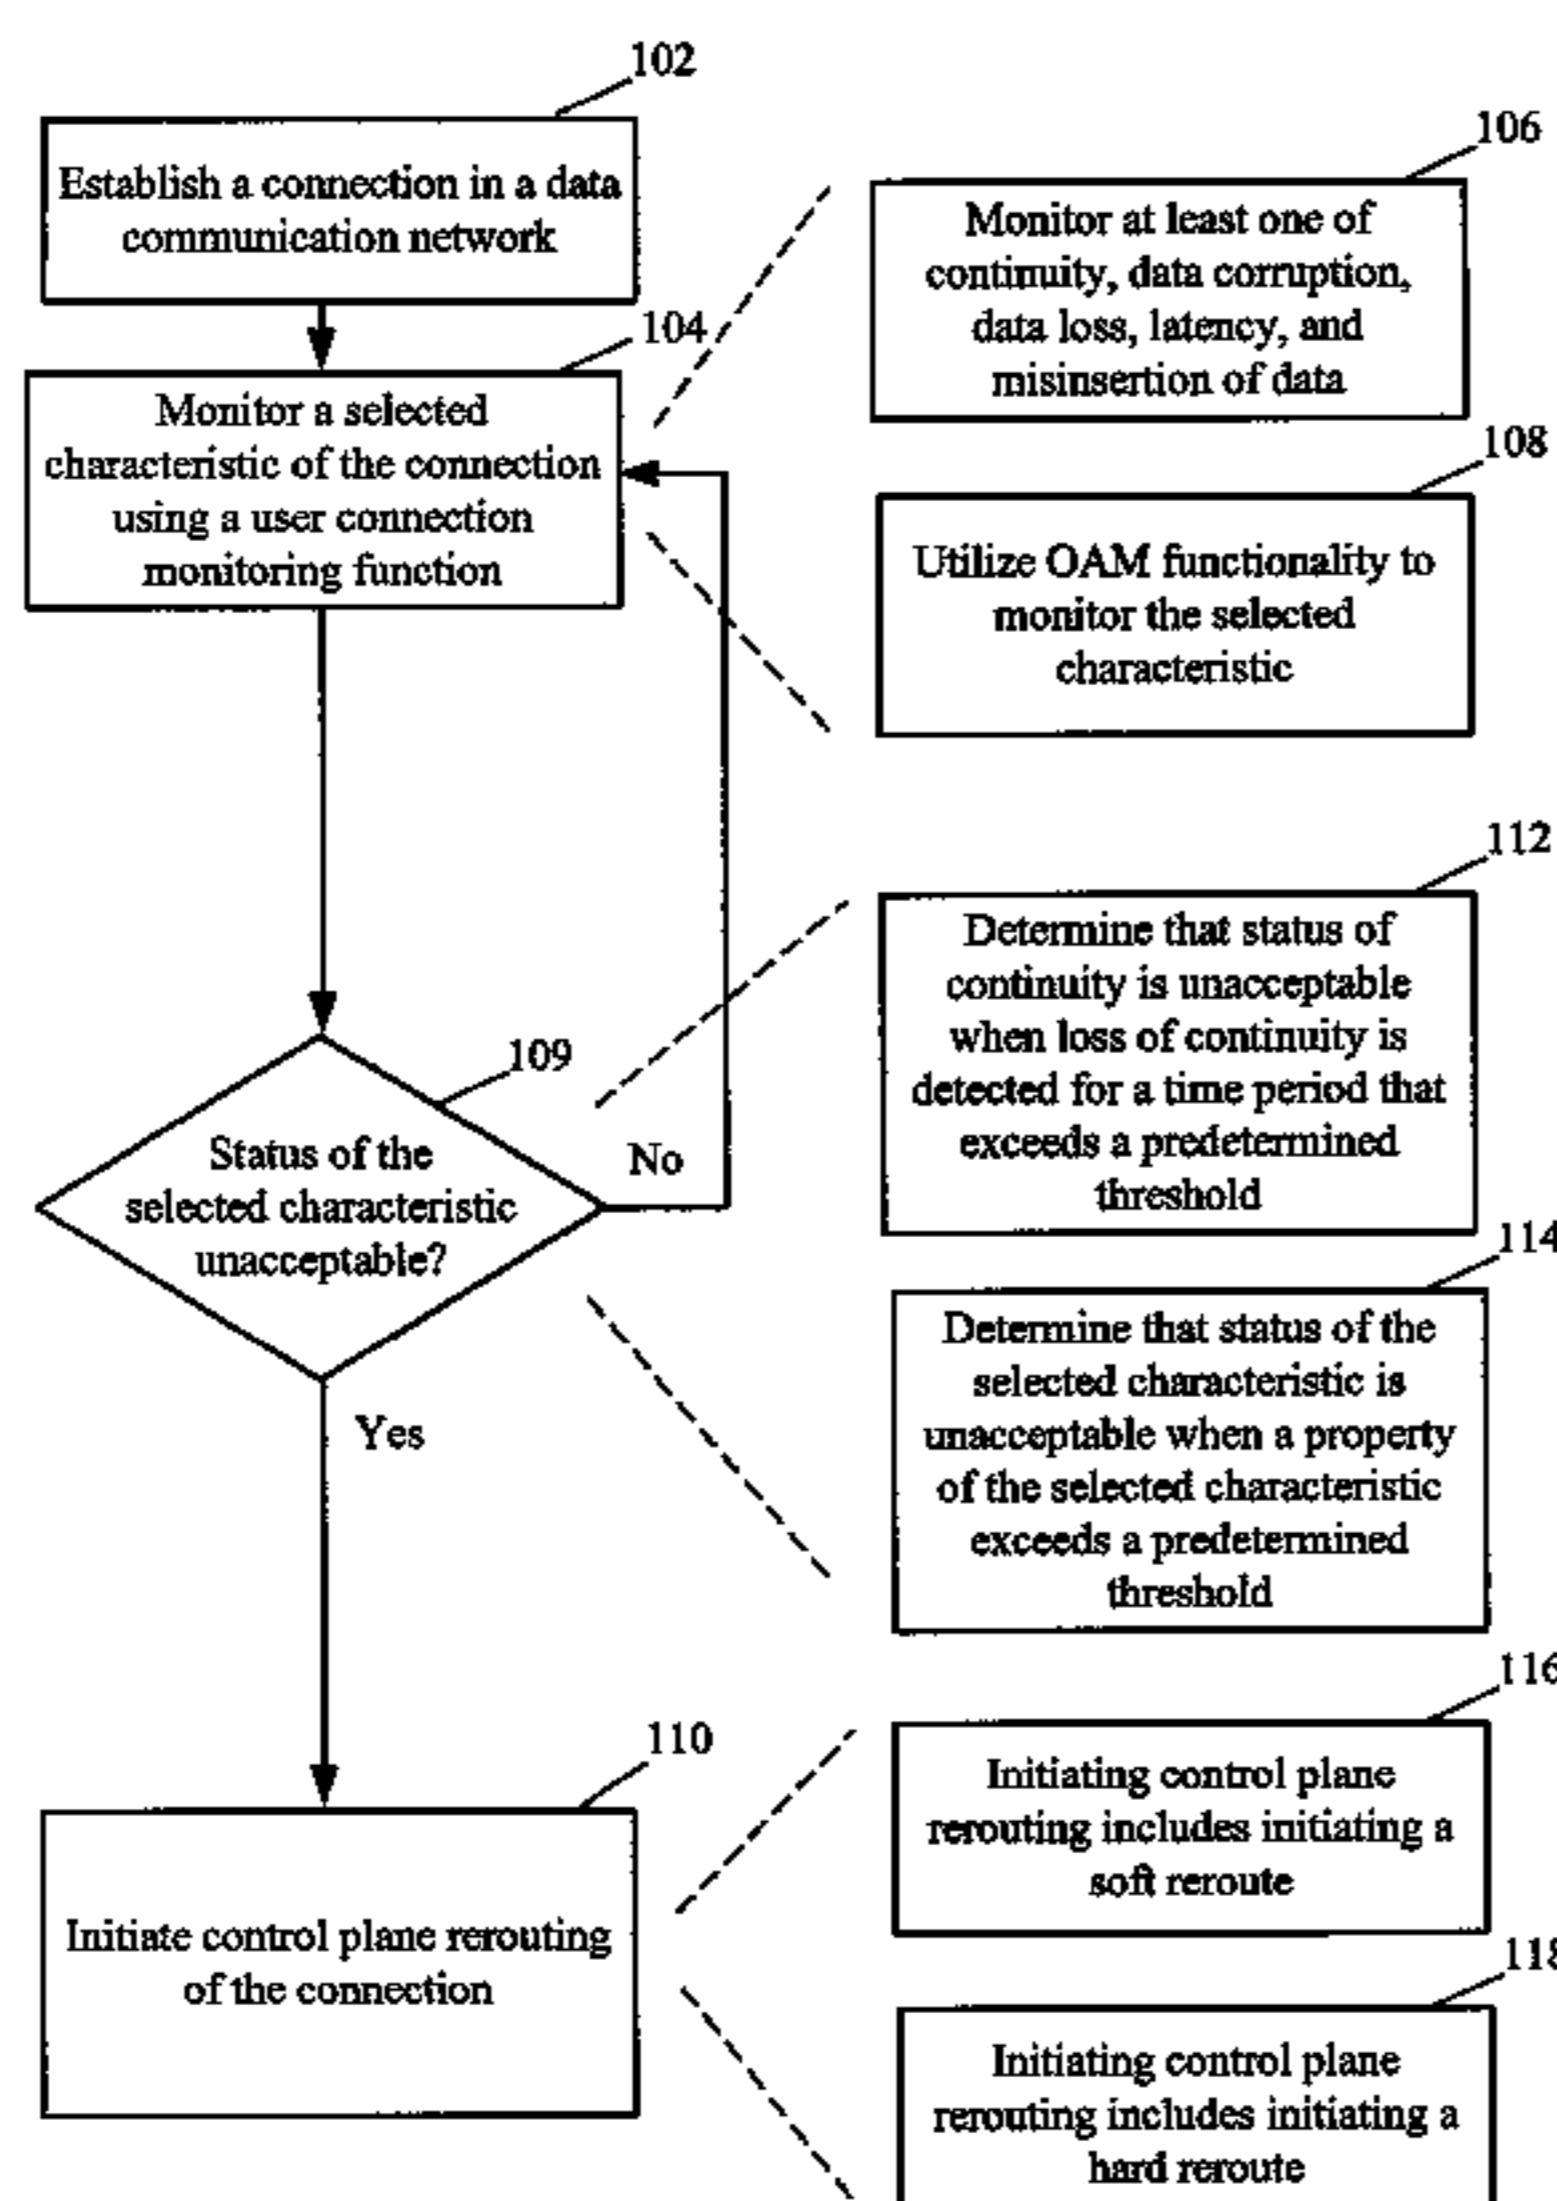 102
Establish a connection in a data
communication network
104
Monitor a selected
characteristic of the connection
using a user connection
monitoring function
106
Monitor at least one of
continuity, data corruption,
data loss, latency, and
misinsertion of data
108
Utilize OAM functionality to
monitor the selected
characteristic
109
Status of the
selected characteristic
unacceptable?
No
Yes
112
Determine that status of
continuity is unacceptable
when loss of continuity is
detected for a time period that
exceeds a predetermined
threshold
114
Determine that status of the
selected characteristic is
unacceptable when a property
of the selected characteristic
exceeds a predetermined
threshold
110
Initiate control plane rerouting
of the connection
116
Initiating control plane
rerouting includes initiating a
soft reroute
118
Initiating control plane
rerouting includes initiating a
hard reroute